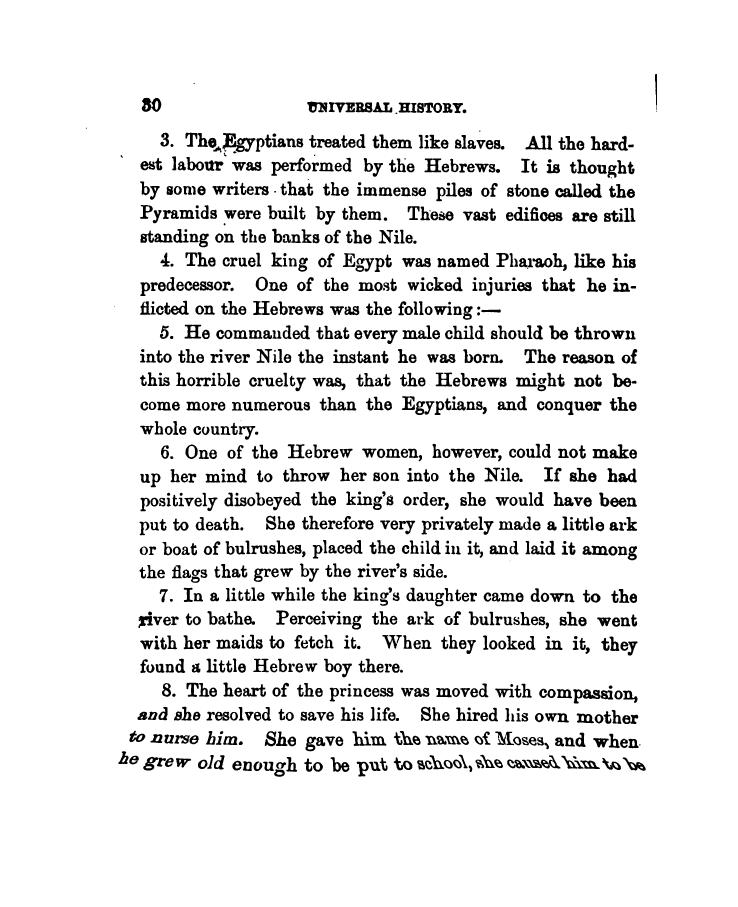 30 UNIVERSAL HISTORY.
3. The Egyptians treated them like slaves. All the hard-
est labour was performed by the Hebrews. It is thought
by some writers that the immense piles of stone called the
Pyramids were built by them. These vast edifices are still
standing on the banks of the Nile.
4. The cruel king of Egypt was named Pharaoh, like his
predecessor. One of the most wicked injuries that he in-
flicted on the Hebrews was the following:—
5. He commanded that every male child should be thrown
into the river Nile the instant he was born. The reason of
this horrible cruelty was, that the Hebrews might not be-
come more numerous than the Egyptians, and conquer the
whole country.
6. One of the Hebrew women, however, could not make
up her mind to throw her son into the Nile. If she had
positively disobeyed the king's order, she would have been
put to death. She therefore very privately made a little ark
or boat of bulrushes, placed the child in it, and laid it among
the flags that grew by the river's side.
7. In a little while the king's daughter came down to the
river to bathe. Perceiving the ark of bulrushes, she went
with her maids to fetch it. When they looked in it, they
found a little Hebrew boy there.
8. The heart of the princess was moved with compassion,
and she resolved to save his life. She hired his own mother
to nurse him. She gave him the name of Moses, and when
he grew old enough to be put to school, she caused him to be